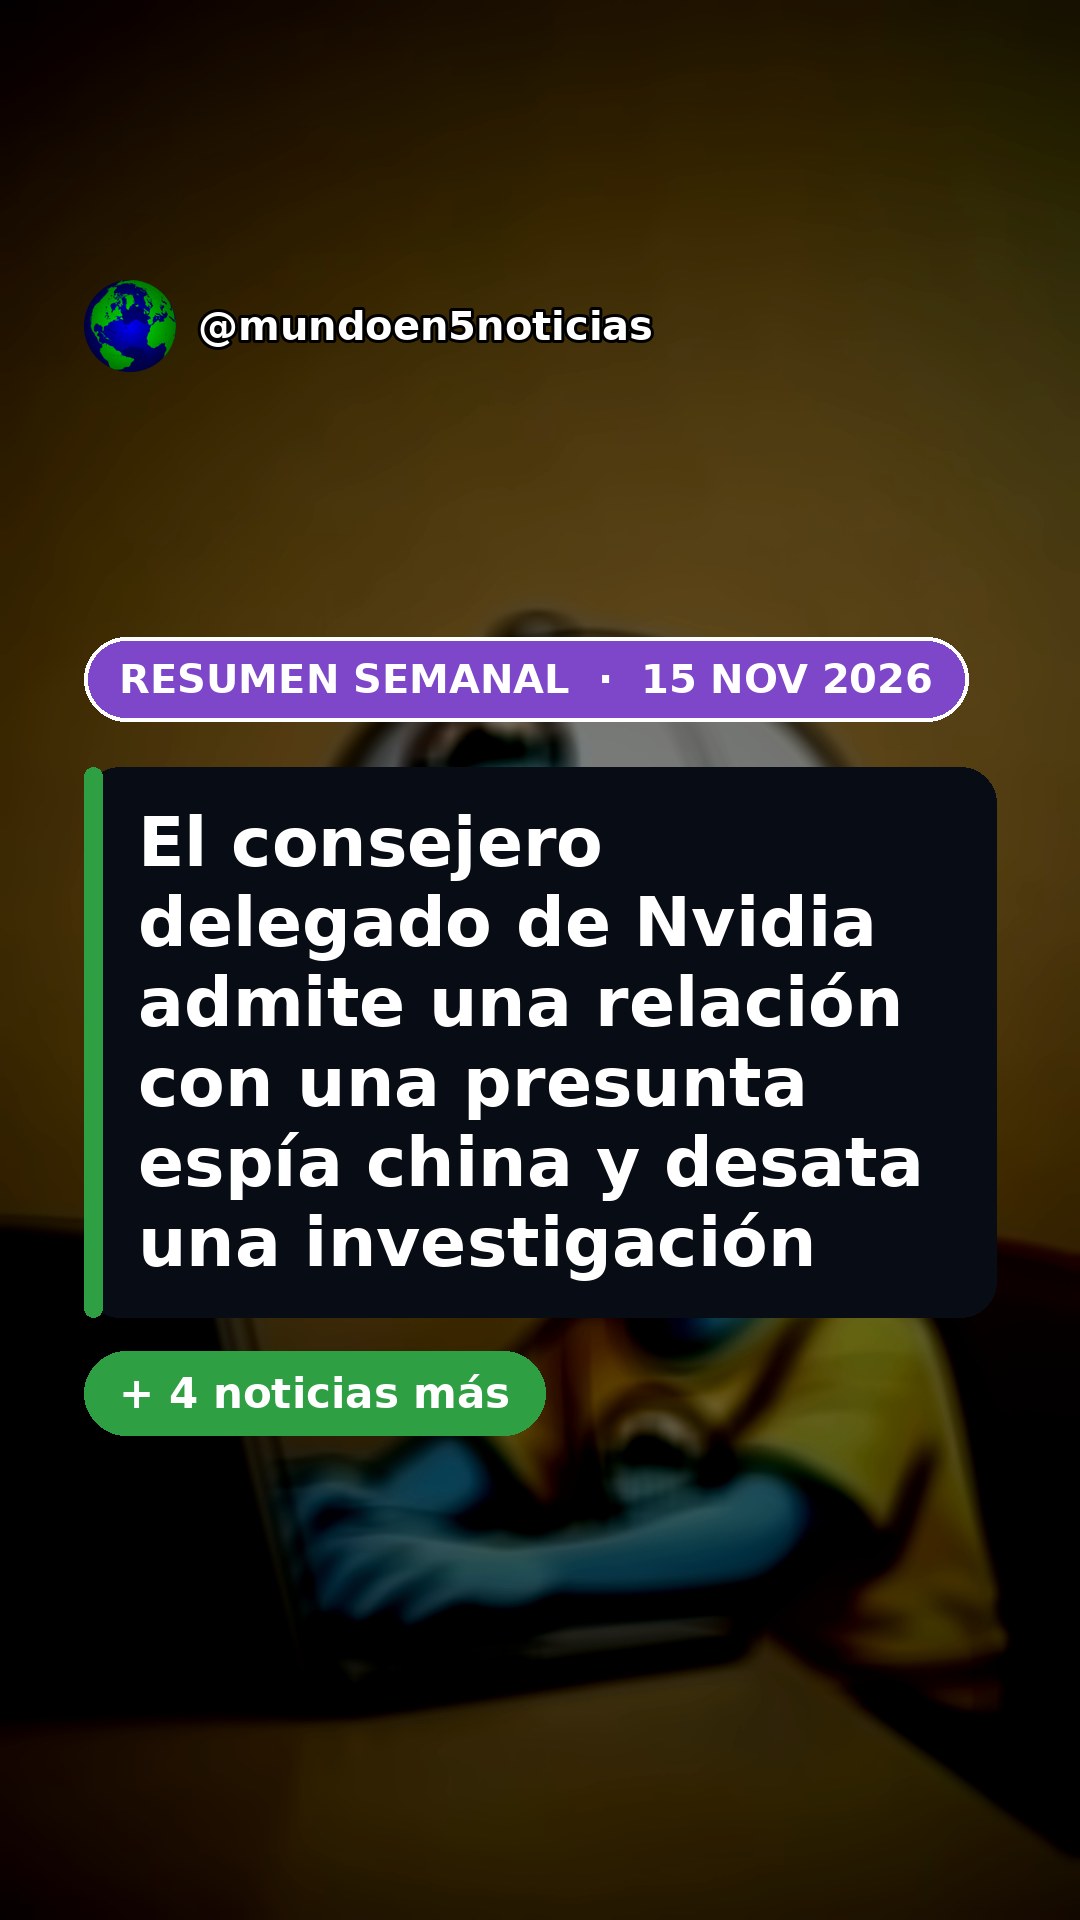 @mundoen5noticias
RESUMEN SEMANAL · 15 NOV 2026
El consejero
delegado de Nvidia
admite una relación
con una presunta
espía china y desata
una investigación
+ 4 noticias más